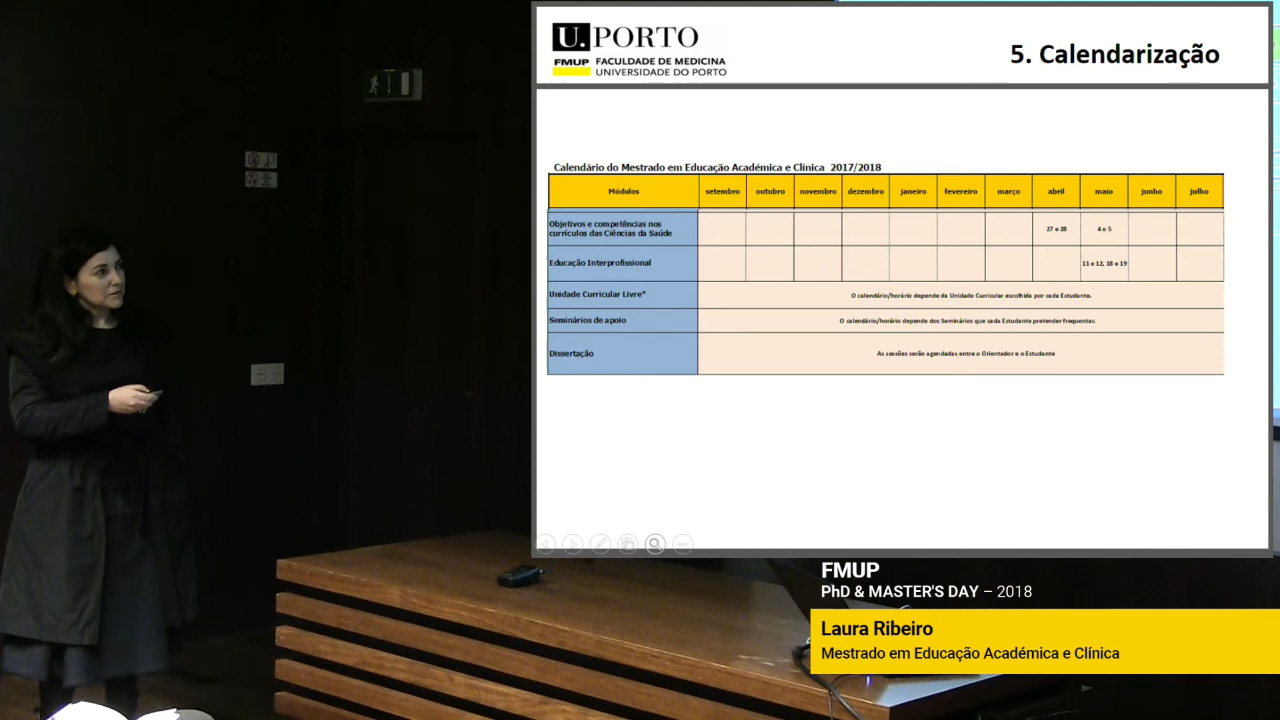 U. PORTO
FMUP FACULDADE DE MEDICINA
UNIVERSIDADE DO PORTO
5. Calendarização
Calendário do Mestrado em Educação Académica e Clínica 2017/2018
Módulos setembro outubro novembro dezembro janeiro fevereiro março abril maio junho julho
Objetivos e competências nos
currículos das Ciências da Saúde
27 e 28 4 e 5
Educação Interprofissional 11 e 12, 18 e 19
Unidade Curricular Livre* O calendário/horário depende da Unidade Curricular escolhida por cada Estudante.
Seminários de apoio O calendário/horário depende dos Seminários que cada Estudante pretender frequentar.
Dissertação As sessões serão agendadas entre o Orientador e o Estudante
FMUP
PhD & MASTER'S DAY – 2018
Laura Ribeiro
Mestrado em Educação Académica e Clínica